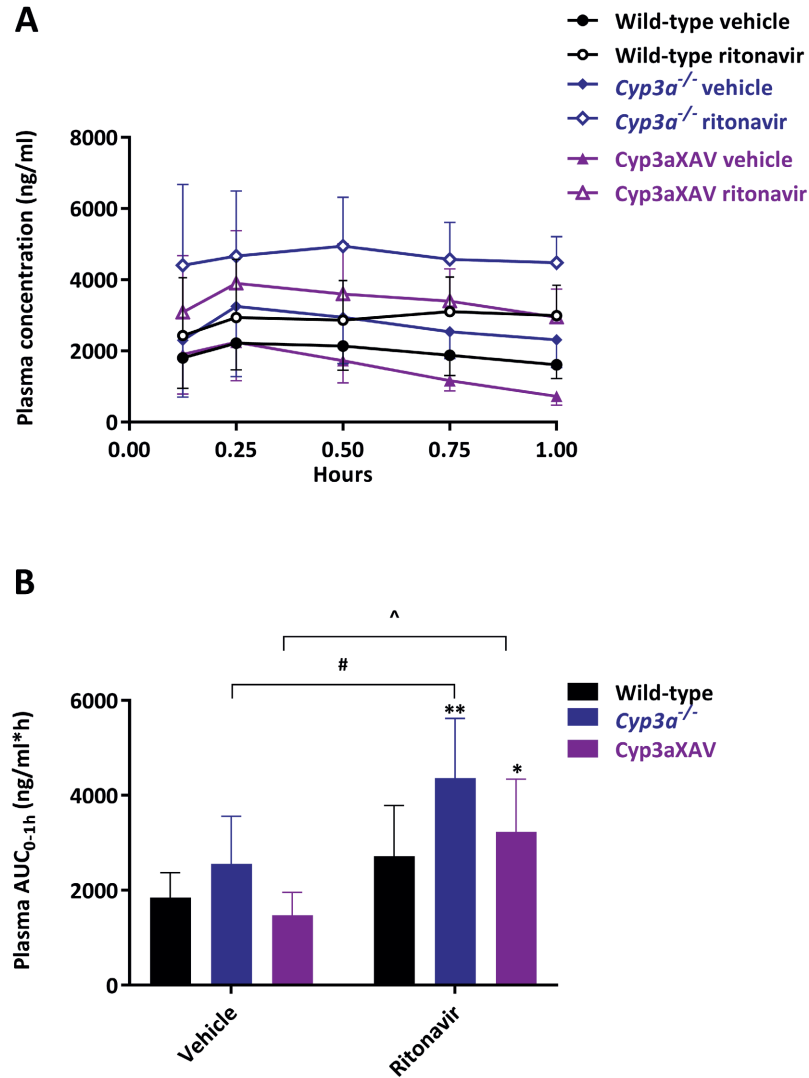 A
Wild-type vehicle
Wild-type ritonavir
Cyp3a-/- vehicle
Cyp3a-/- ritonavir
Cyp3aXAV vehicle
Cyp3aXAV ritonavir
Plasma concentration (ng/ml)
8000
6000
4000
2000
0
0.00 0.25 0.50 0.75 1.00
Hours
B
^
#
** 
*
Wild-type
Cyp3a-/-
Cyp3aXAV
Plasma AUC0-1h (ng/ml*h)
6000
4000
2000
0
Vehicle Ritonavir